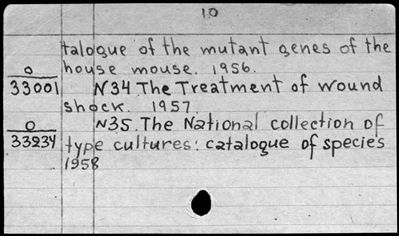 10
talogue of the mutant genes of the
0 house mouse. 1956.
33001 N34 The Treatment of wound
shock. 1957.
0 N35. The National collection of
33234 type cultures: catalogue of species
1958